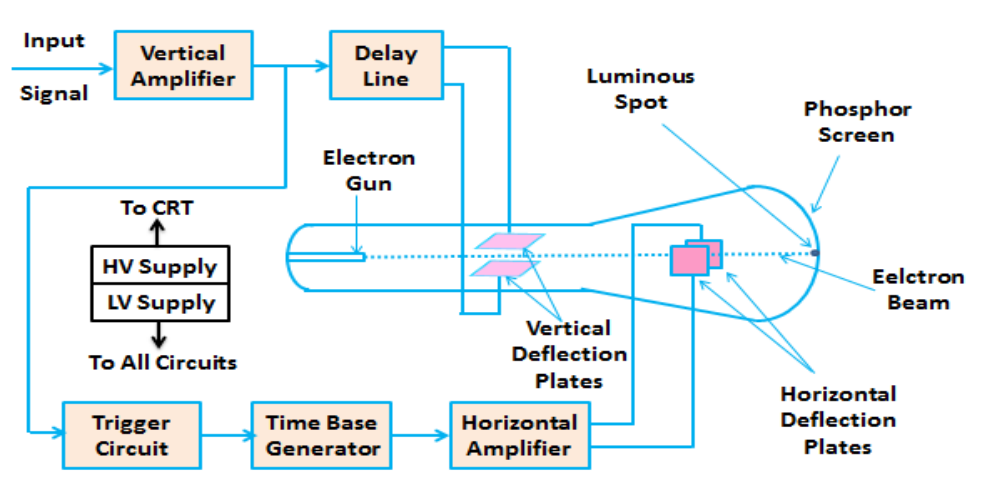 Input
Signal
Vertical
Amplifier
Delay
Line
Luminous
Spot
Phosphor
Screen
Electron
Gun
To CRT
HV Supply
LV Supply
To All Circuits
Eelctron
Beam
Vertical
Deflection
Plates
Horizontal
Deflection
Plates
Trigger
Circuit
Time Base
Generator
Horizontal
Amplifier